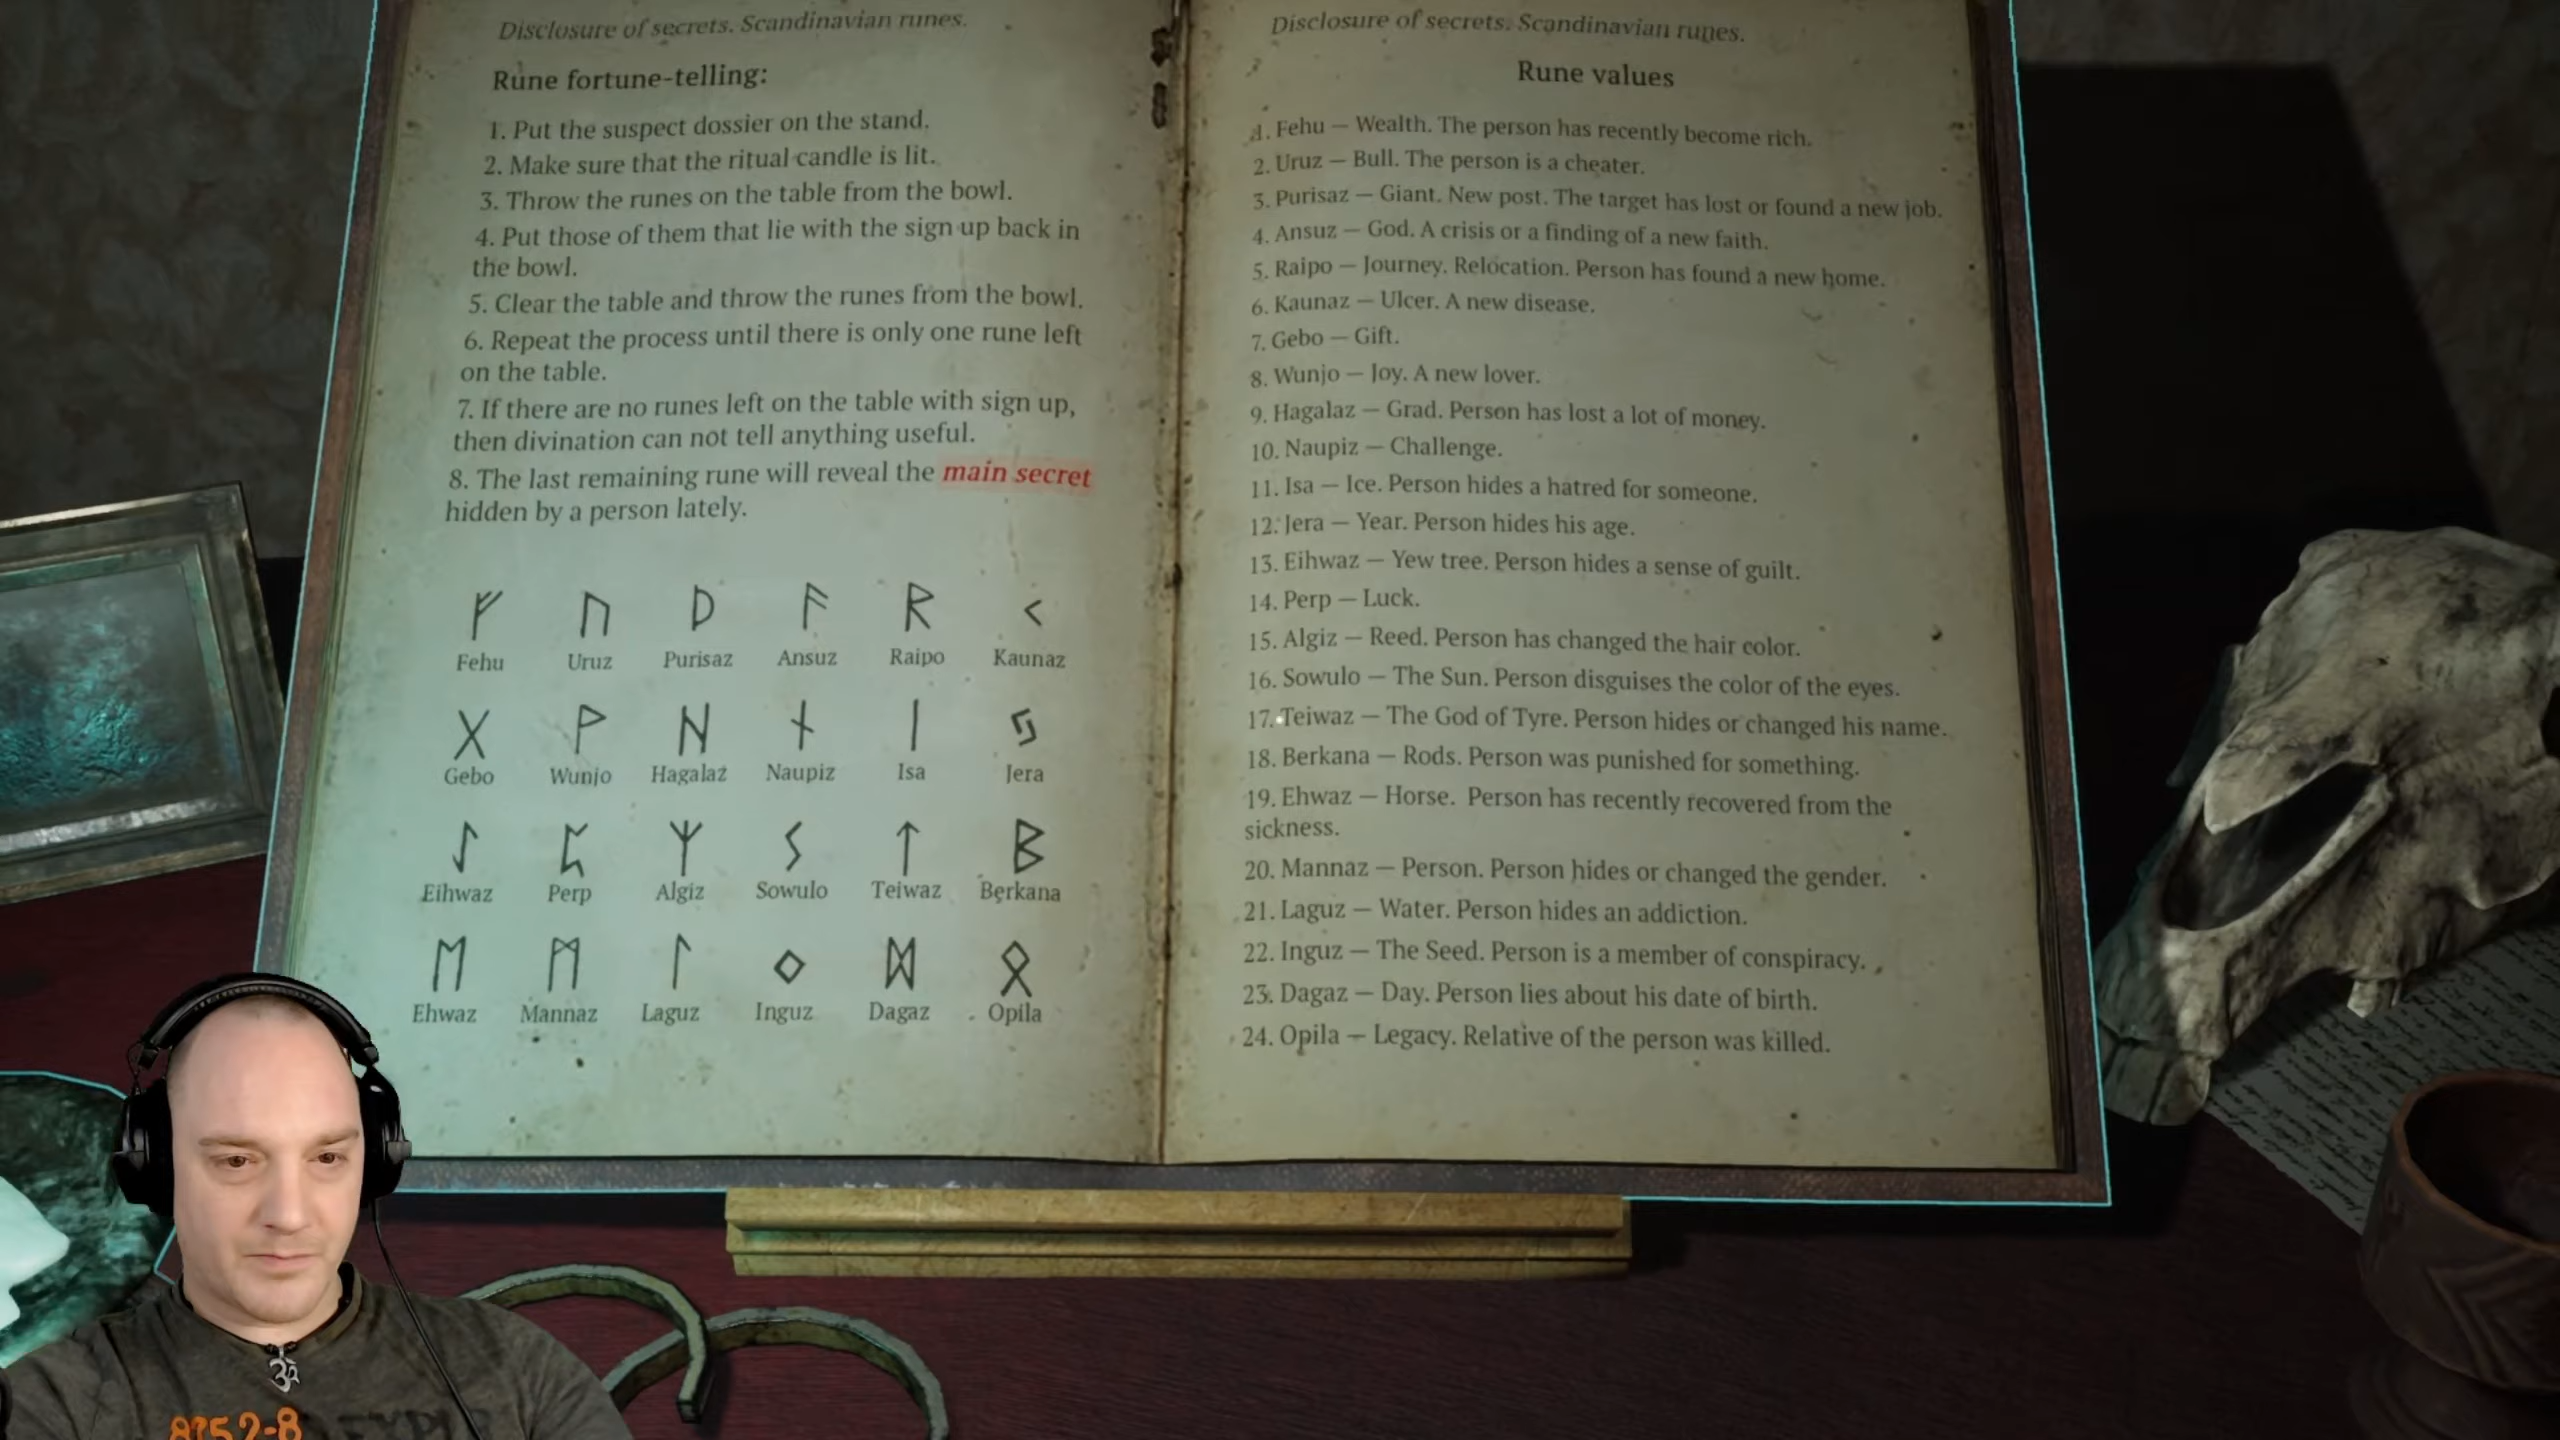 Disclosure of secrets. Scandinavian runes.
Rune fortune-telling:
1. Put the suspect dossier on the stand.
2. Make sure that the ritual candle is lit.
3. Throw the runes on the table from the bowl.
4. Put those of them that lie with the sign up back in
the bowl.
5. Clear the table and throw the runes from the bowl.
6. Repeat the process until there is only one rune left
on the table.
7. If there are no runes left on the table with sign up,
then divination can not tell anything useful.
8. The last remaining rune will reveal the main secret
hidden by a person lately.
ᚠ ᚢ ᚦ ᚨ ᚱ ᚲ
Fehu Uruz Purisaz Ansuz Raipo Kaunaz
ᚷ ᚹ ᚺ ᚾ ᛁ ᛃ
Gebo Wunjo Hagalaz Naupiz Isa Jera
ᛇ ᛈ ᛉ ᛊ ᛏ ᛒ
Eihwaz Perp Algiz Sowulo Teiwaz Berkana
ᛖ ᛗ ᛚ ᛜ ᛞ ᛟ
Ehwaz Mannaz Laguz Inguz Dagaz Opila
Disclosure of secrets. Scandinavian runes.
Rune values
1. Fehu — Wealth. The person has recently become rich.
2. Uruz — Bull. The person is a cheater.
3. Purisaz — Giant. New post. The target has lost or found a new job.
4. Ansuz — God. A crisis or a finding of a new faith.
5. Raipo — Journey. Relocation. Person has found a new home.
6. Kaunaz — Ulcer. A new disease.
7. Gebo — Gift.
8. Wunjo — Joy. A new lover.
9. Hagalaz — Grad. Person has lost a lot of money.
10. Naupiz — Challenge.
11. Isa — Ice. Person hides a hatred for someone.
12. Jera — Year. Person hides his age.
13. Eihwaz — Yew tree. Person hides a sense of guilt.
14. Perp — Luck.
15. Algiz — Reed. Person has changed the hair color.
16. Sowulo — The Sun. Person disguises the color of the eyes.
17. Teiwaz — The God of Tyre. Person hides or changed his name.
18. Berkana — Rods. Person was punished for something.
19. Ehwaz — Horse. Person has recently recovered from the
sickness.
20. Mannaz — Person. Person hides or changed the gender.
21. Laguz — Water. Person hides an addiction.
22. Inguz — The Seed. Person is a member of conspiracy.
23. Dagaz — Day. Person lies about his date of birth.
24. Opila — Legacy. Relative of the person was killed.
ॐ